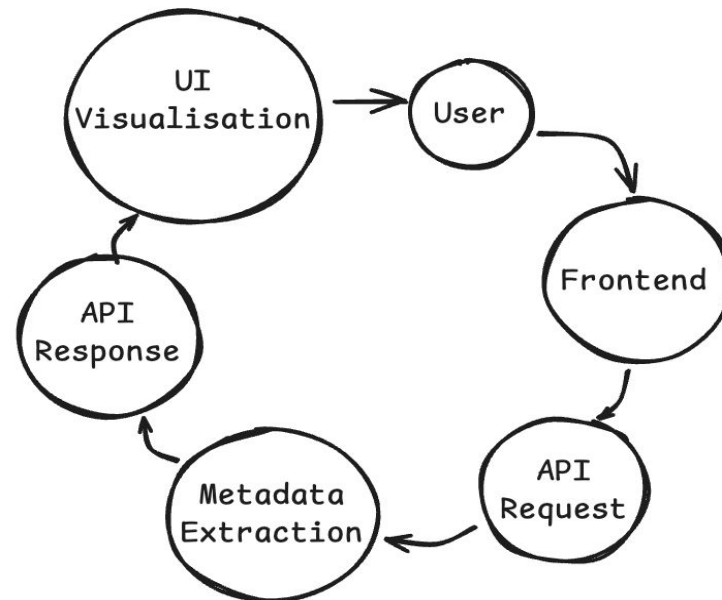 UI
Visualisation
User
Frontend
API
Request
Metadata
Extraction
API
Response